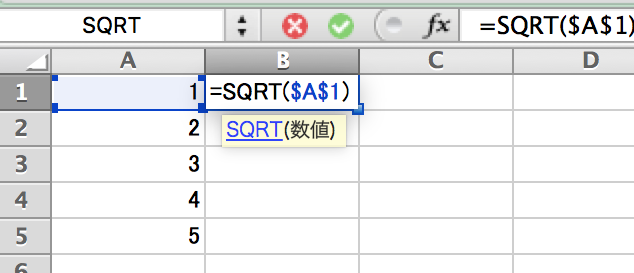 SQRT fx =SQRT($A$1)
A B C D
1 1 =SQRT($A$1)
2 2 SQRT(数値)
3 3
4 4
5 5
6